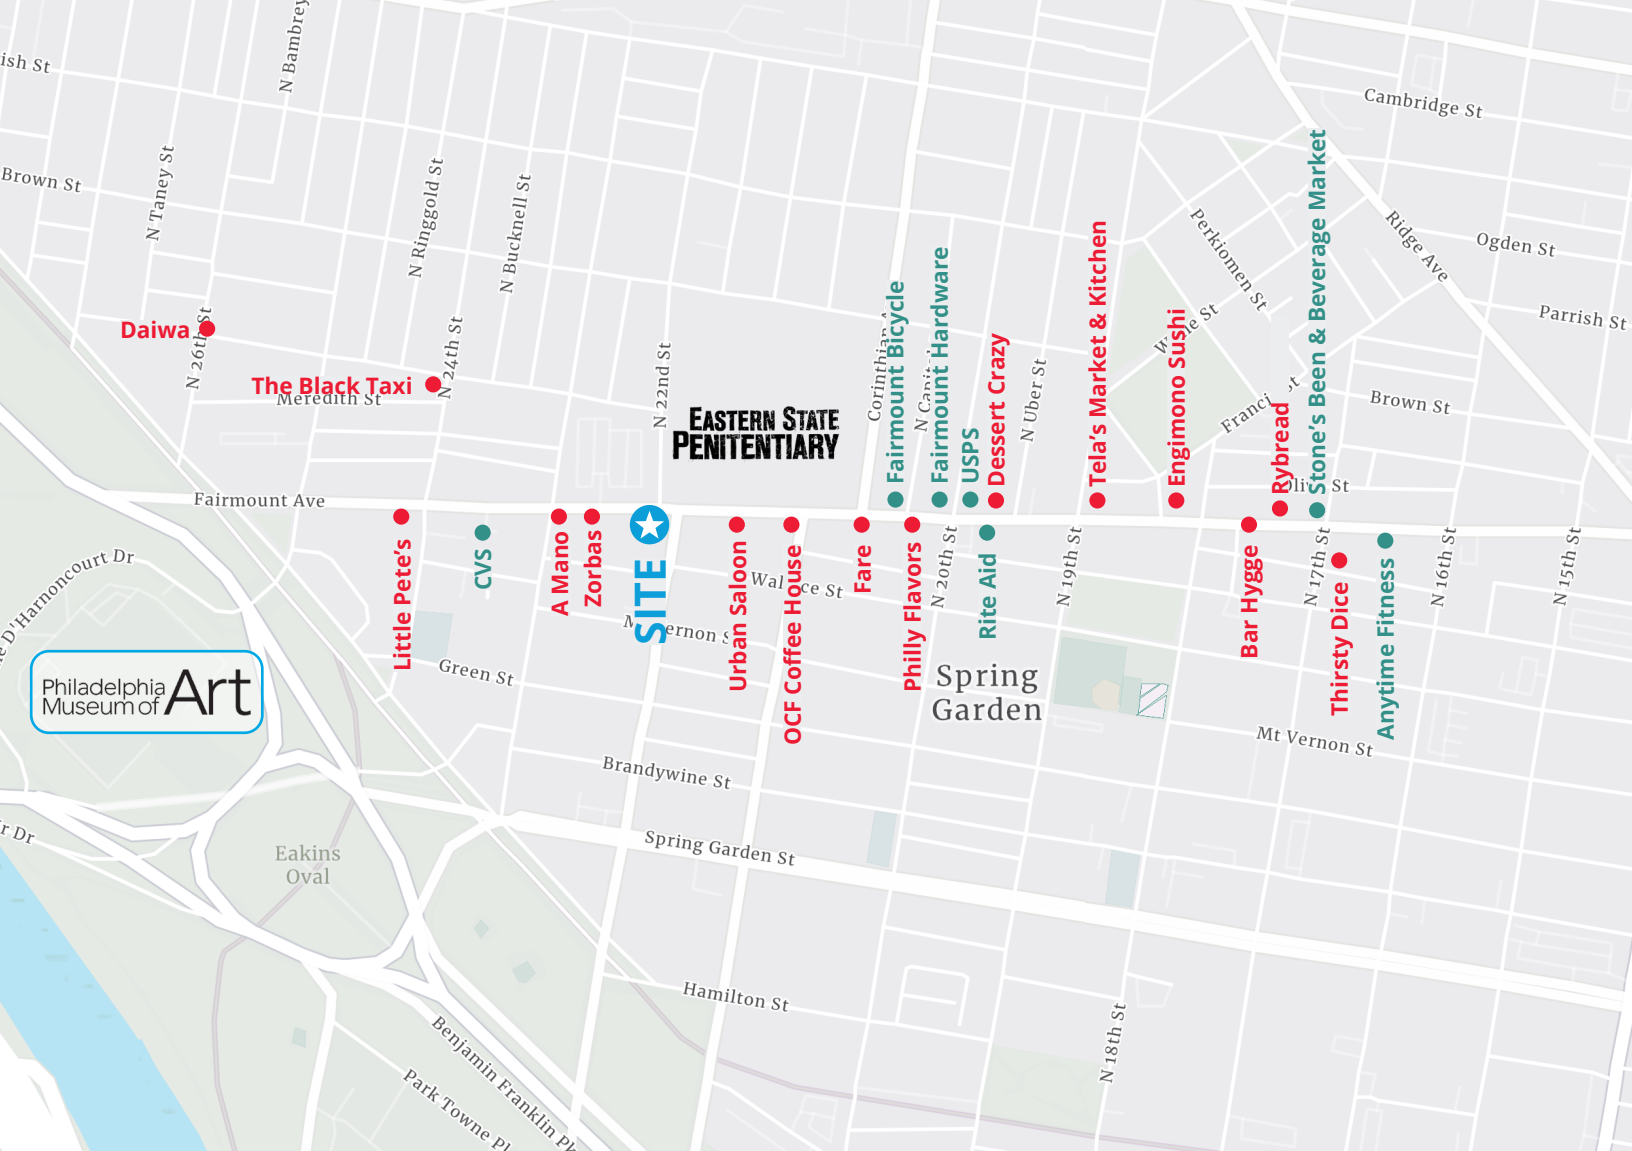 N Bambrey
ish St
Cambridge St
Brown St
N Taney St
N Ringgold St
N Bucknell St
Perkiomen St
Ridge Ave
Ogden St
Parrish St
Daiwa
N 26th St
The Black Taxi
N 24th St
Meredith St
N 22nd St
EASTERN STATE
PENITENTIARY
Corinthian
Fairmount Bicycle
Fairmount Hardware
USPS
Dessert Crazy
N Uber St
Tela's Market & Kitchen
Engimono Sushi
Rybread
Stone's Been & Beverage Market
Brown St
Fairmount Ave
Little Pete's
CVS
A Mano
Zorbas
SITE
Urban Saloon
OCF Coffee House
Fare
Philly Flavors
N 20th St
Rite Aid
N 19th St
Bar Hygge
N 17th St
Thirsty Dice
Anytime Fitness
N 16th St
N 15th St
D'Harnoncourt Dr
Philadelphia
Museum of Art
Green St
Spring
Garden
Mt Vernon St
Brandywine St
Spring Garden St
r Dr
Eakins
Oval
Hamilton St
N 18th St
Benjamin Franklin Pk
Park Towne Pl